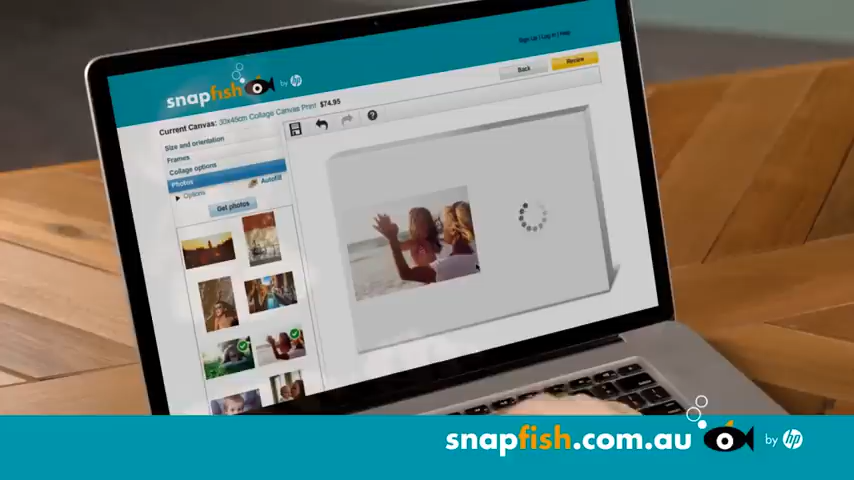 Sign Up | Log In | Help
snapfish by hp
Back
Review
Current Canvas: 30x45cm Collage Canvas Print $74.95
Size and orientation
Frames
Collage options
Photos
Options
Autofill
Get photos
snapfish.com.au by hp